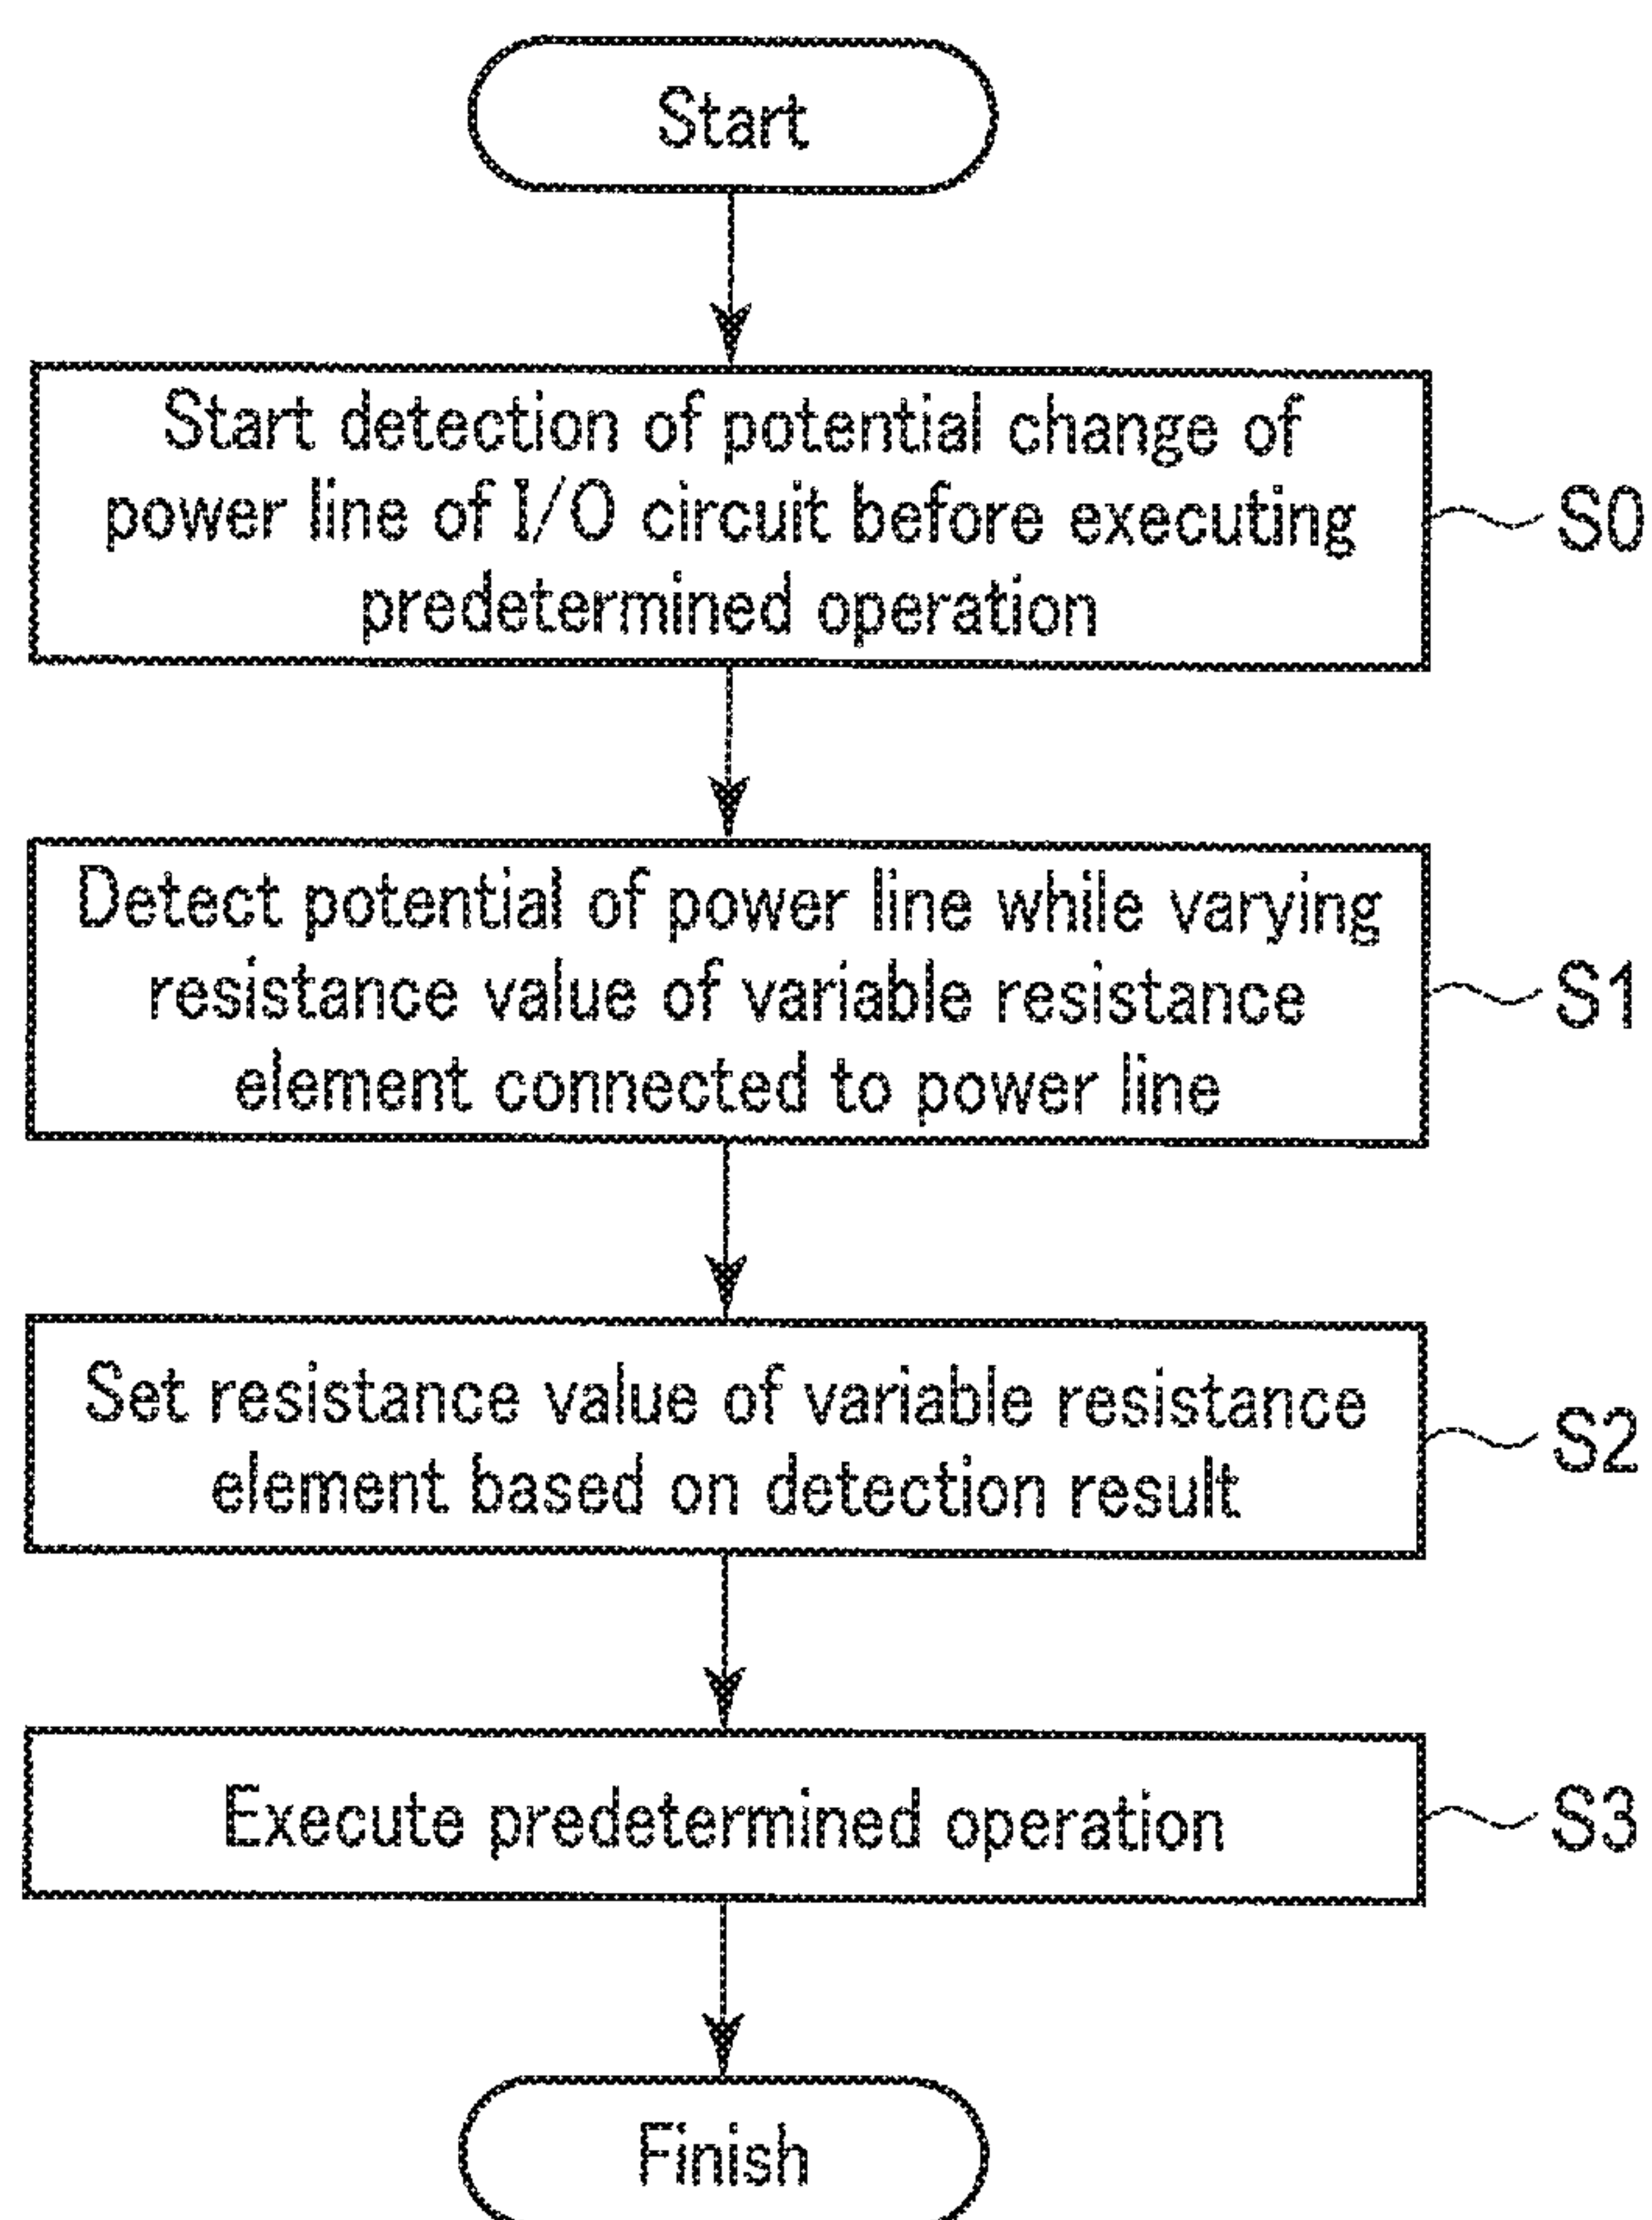 Start
Start detection of potential change of
power line of I/O circuit before executing
predetermined operation
S0
Detect potential of power line while varying
resistance value of variable resistance
element connected to power line
S1
Set resistance value of variable resistance
element based on detection result
S2
Execute predetermined operation
S3
Finish